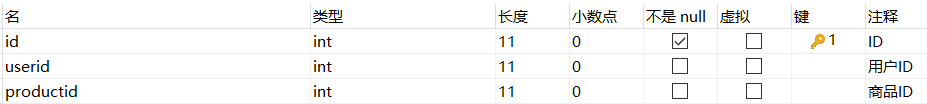 名 类型 长度 小数点 不是 null 虚拟 键 注释
id int 11 0 1 ID
userid int 11 0 用户ID
productid int 11 0 商品ID